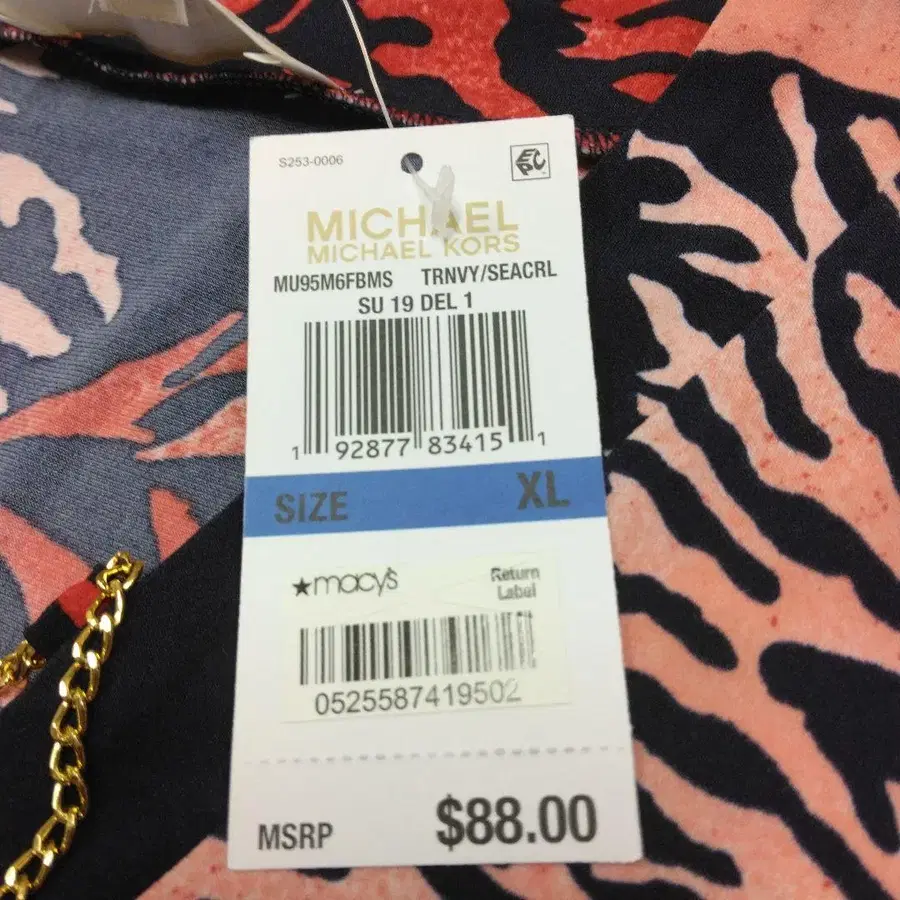 S253-0006
EPC
MICHAEL
MICHAEL KORS
MU95M6FBMS TRNVY/SEACRL
SU 19 DEL 1
1 92877 83415 1
SIZE XL
macy's Return
Label
0525587419502
MSRP $88.00